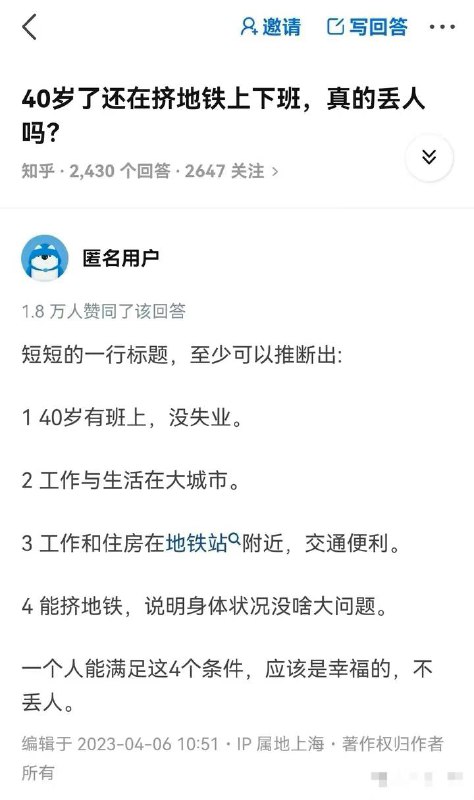 邀请 写回答
40岁了还在挤地铁上下班，真的丢人
吗？
知乎 · 2,430 个回答 · 2647 关注 >
匿名用户
1.8 万人赞同了该回答
短短的一行标题，至少可以推断出:
1 40岁有班上，没失业。
2 工作与生活在大城市。
3 工作和住房在地铁站附近，交通便利。
4 能挤地铁，说明身体状况没啥大问题。
一个人能满足这4个条件，应该是幸福的，不
丢人。
编辑于 2023-04-06 10:51 · IP 属地上海 · 著作权归作者
所有